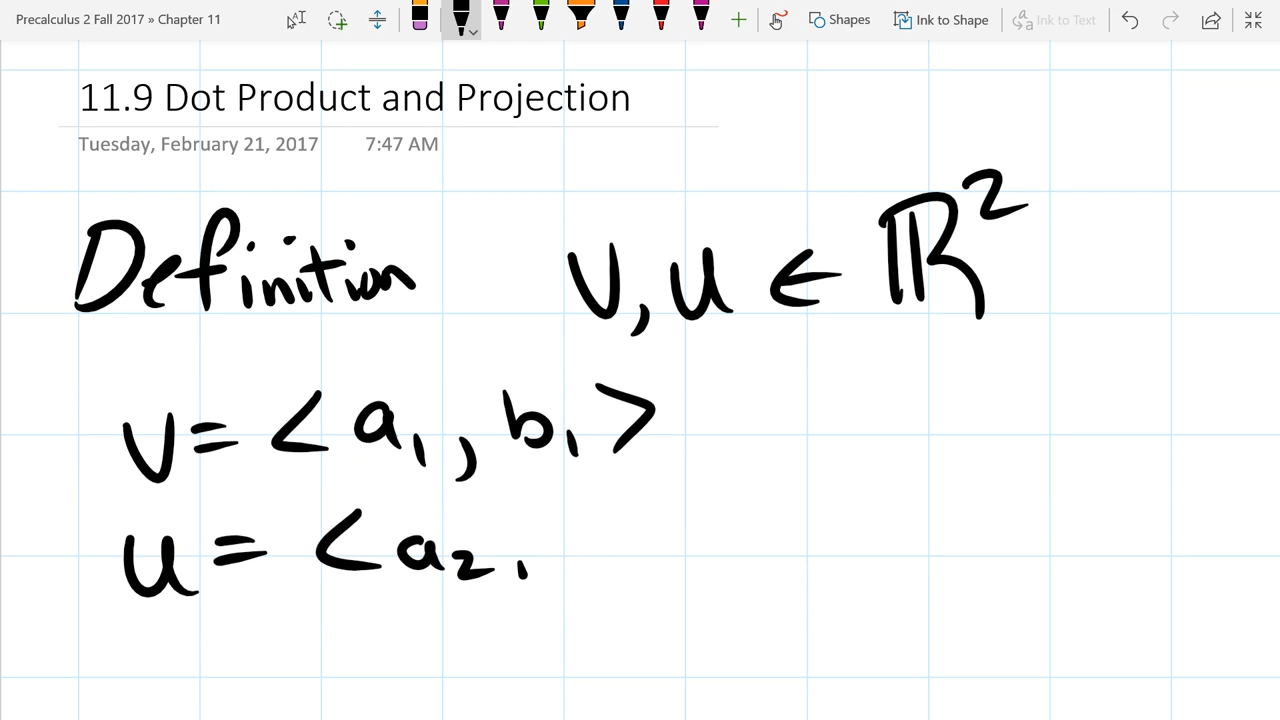 Precalculus 2 Fall 2017 » Chapter 11
Shapes
Ink to Shape
Ink to Text
11.9 Dot Product and Projection
Tuesday, February 21, 2017 7:47 AM
Definition v, u ∈ ℝ²
v = <a₁, b₁>
u = <a₂,